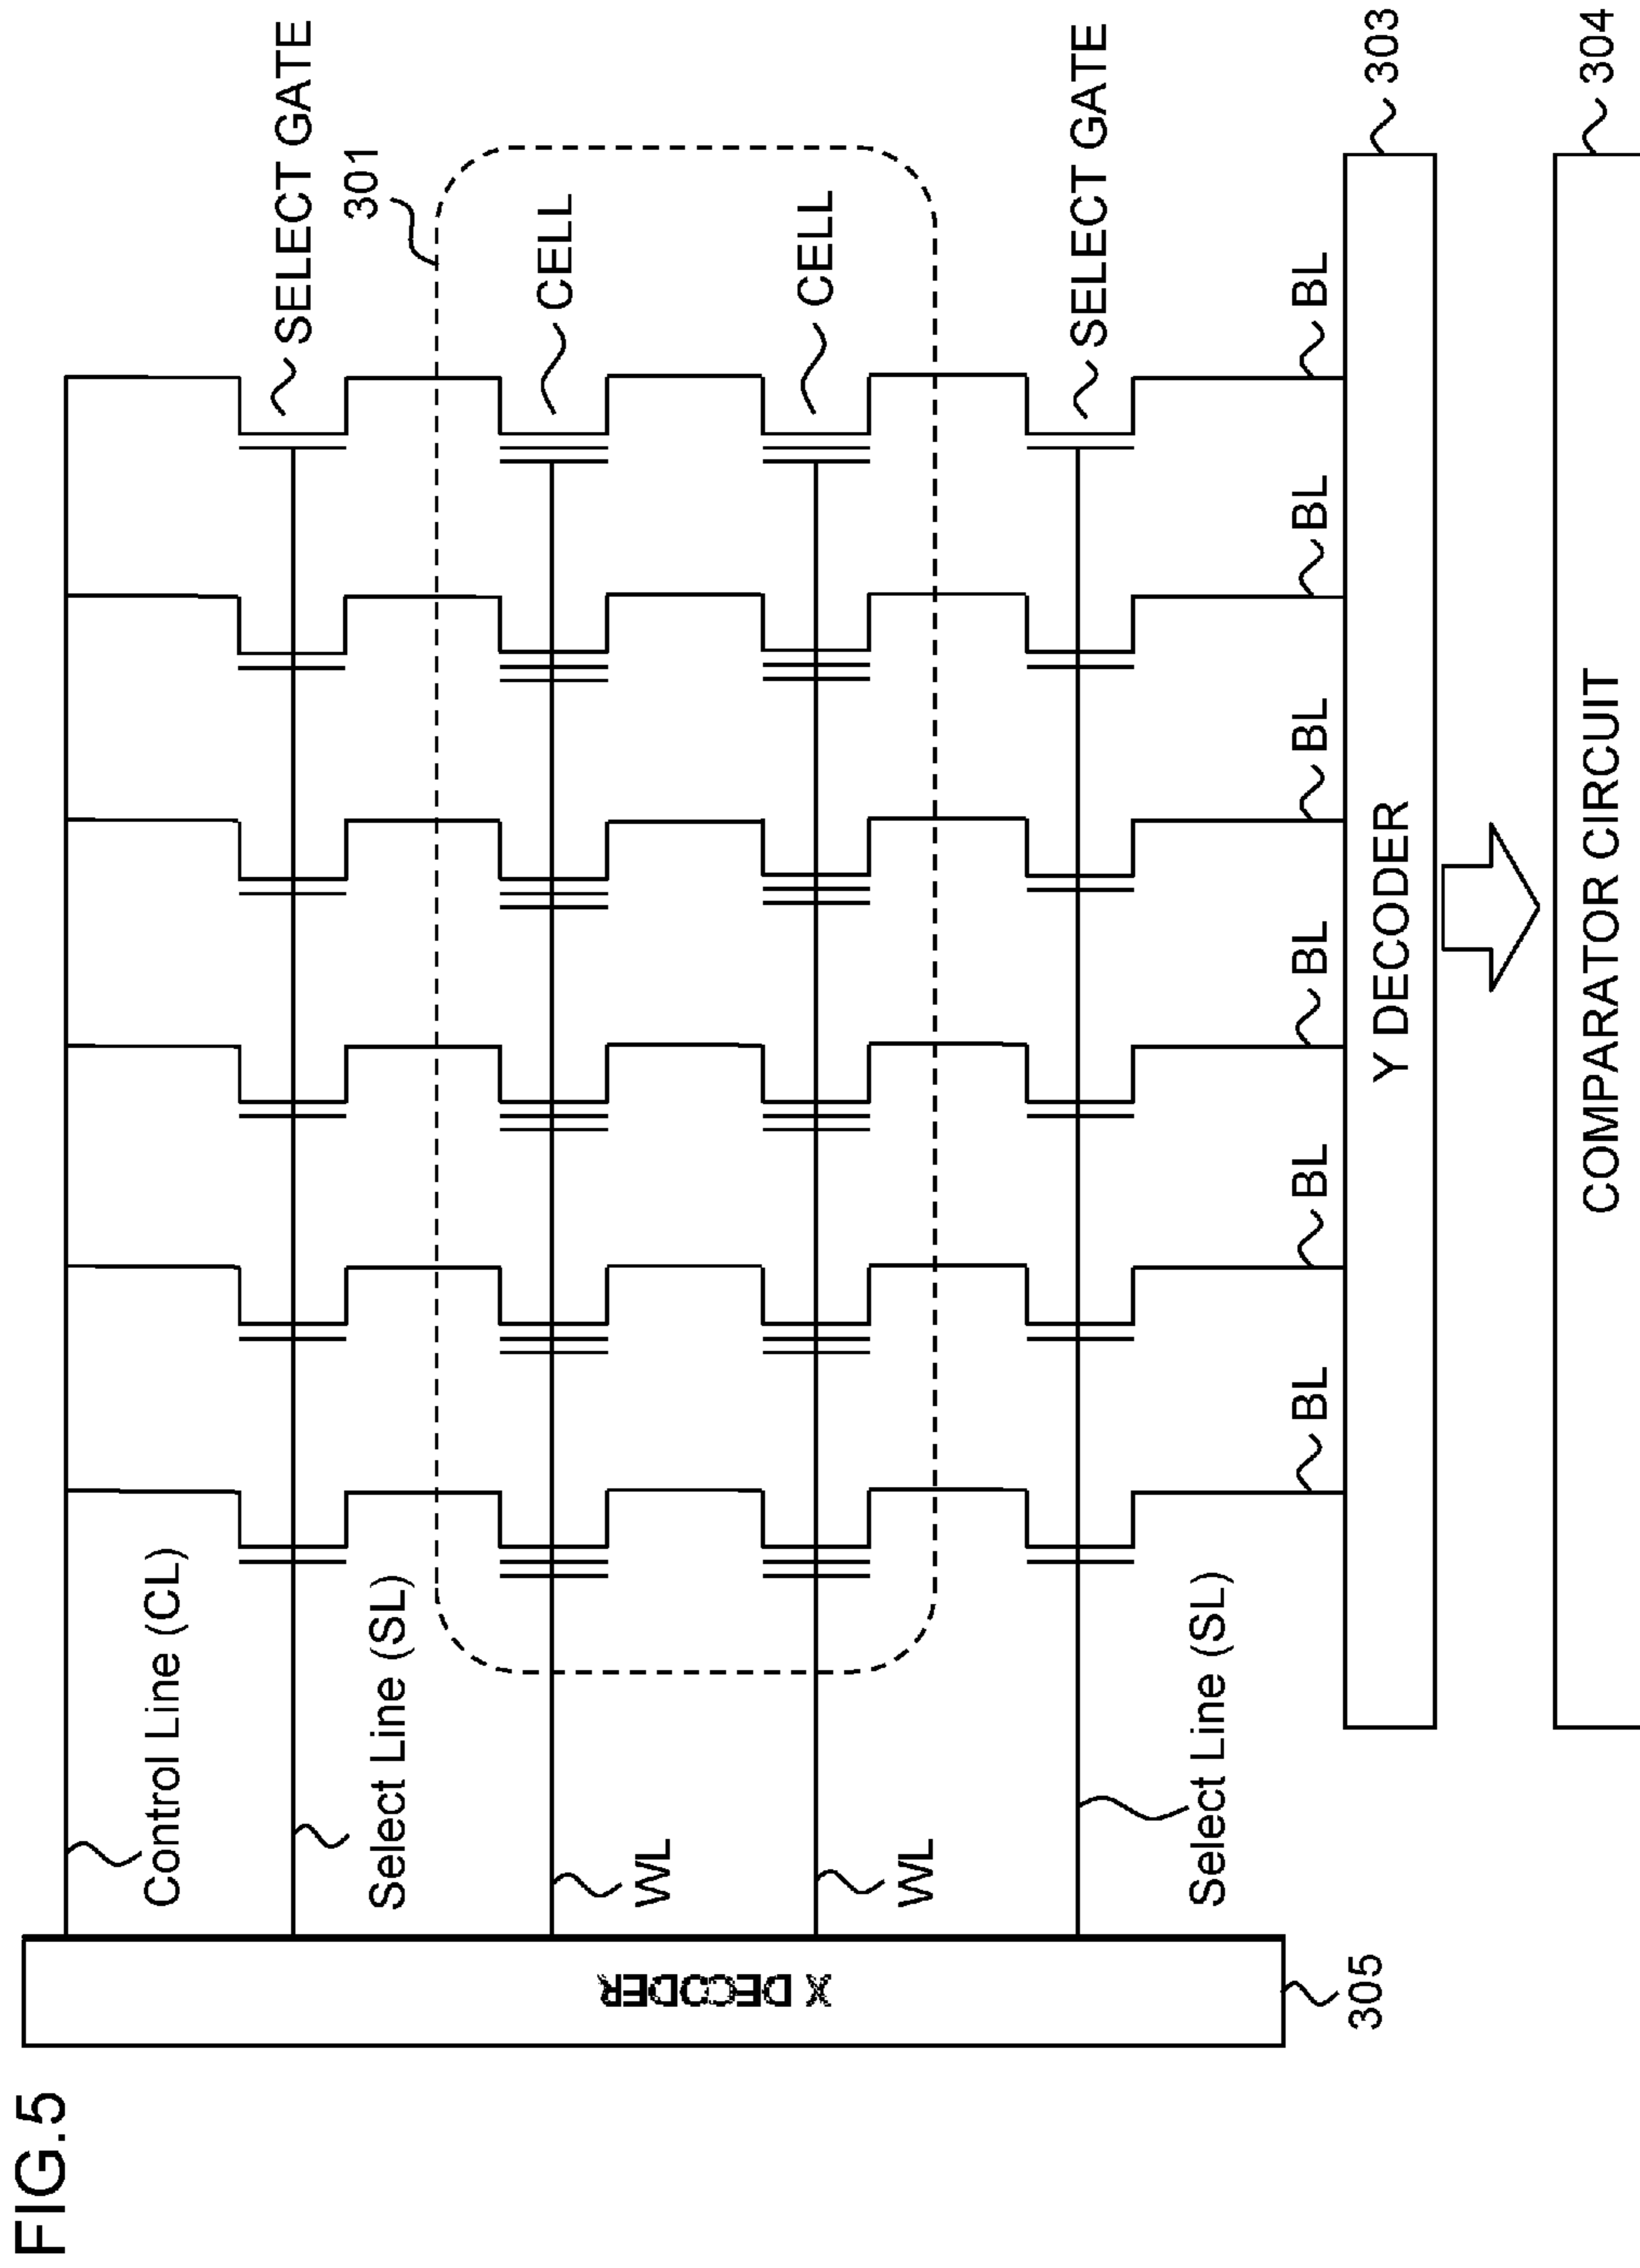 FIG.5
X DECODER
305
Control Line (CL)
Select Line (SL)
WL
WL
Select Line (SL)
SELECT GATE
301
CELL
CELL
SELECT GATE
BL
BL
BL
BL
BL
BL
Y DECODER
303
COMPARATOR CIRCUIT
304